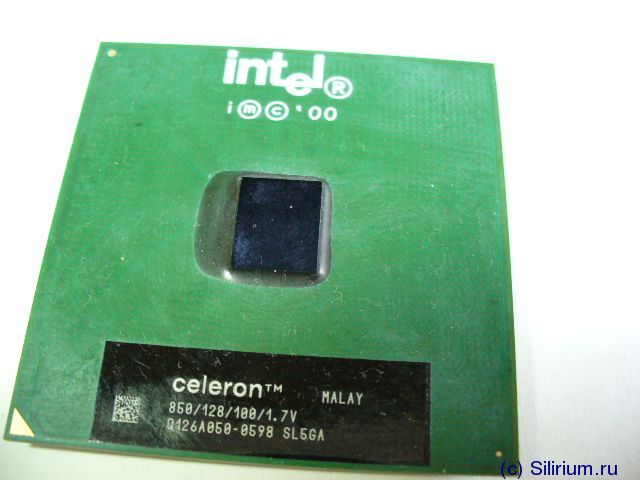 intel®
i ⓜ © '00
celeron™ MALAY
850/128/100/1.7V
Q126A050-0598 SL5GA
(c) Silirium.ru